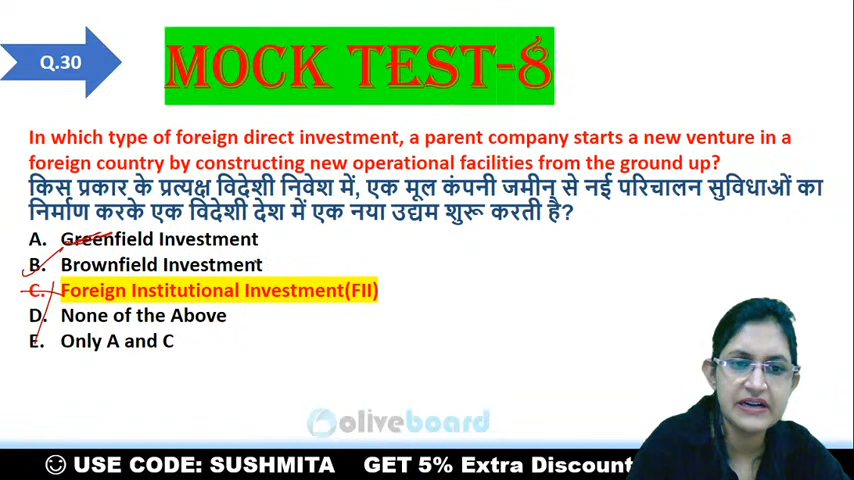 Q.30
MOCK TEST-8
In which type of foreign direct investment, a parent company starts a new venture in a
foreign country by constructing new operational facilities from the ground up?
किस प्रकार के प्रत्यक्ष विदेशी निवेश में, एक मूल कंपनी जमीन से नई परिचालन सुविधाओं का
निर्माण करके एक विदेशी देश में एक नया उद्यम शुरू करती है?
A. Greenfield Investment
B. Brownfield Investment
C. Foreign Institutional Investment(FII)
D. None of the Above
E. Only A and C
oliveboard
USE CODE: SUSHMITA GET 5% Extra Discount